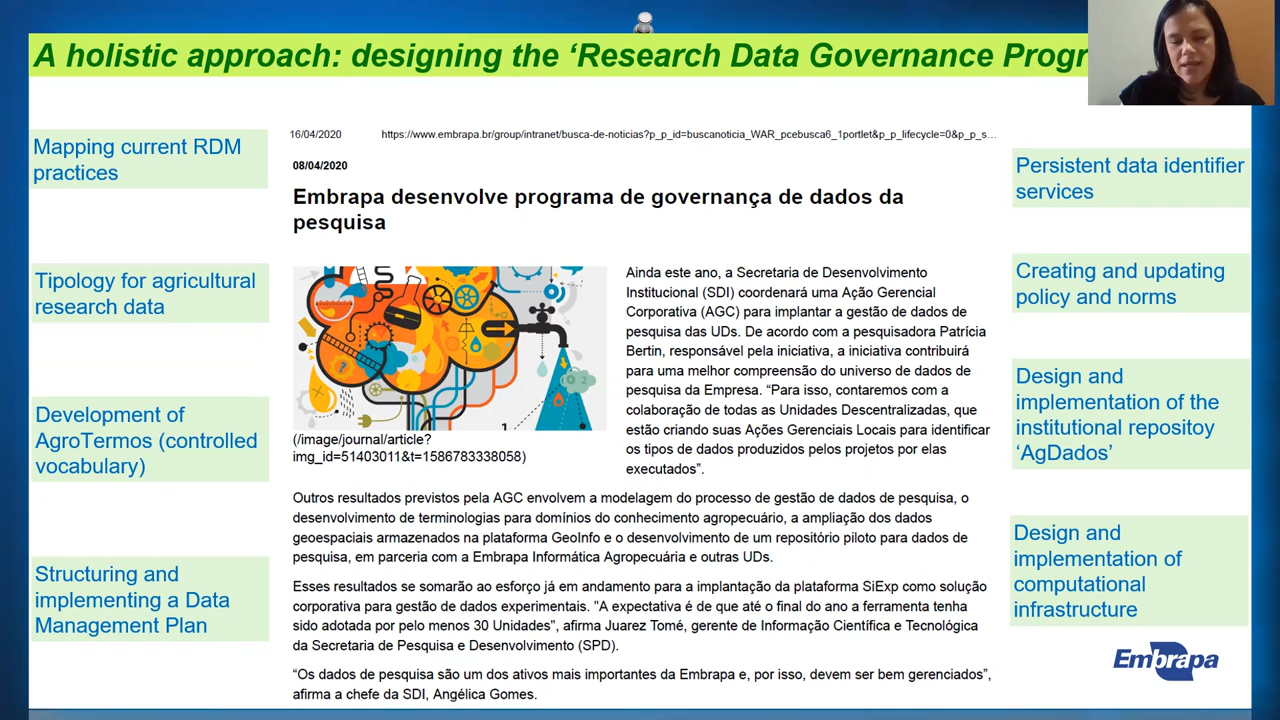 A holistic approach: designing the ‘Research Data Governance Progr
Mapping current RDM
practices
Tipology for agricultural
research data
Development of
AgroTermos (controlled
vocabulary)
Structuring and
implementing a Data
Management Plan
16/04/2020 https://www.embrapa.br/group/intranet/busca-de-noticias?p_p_id=buscanoticia_WAR_pcebusca6_1portlet&p_p_lifecycle=0&p_p_s…
08/04/2020
Embrapa desenvolve programa de governança de dados da
pesquisa
(/image/journal/article?
img_id=51403011&t=1586783338058)
Ainda este ano, a Secretaria de Desenvolvimento
Institucional (SDI) coordenará uma Ação Gerencial
Corporativa (AGC) para implantar a gestão de dados de
pesquisa das UDs. De acordo com a pesquisadora Patrícia
Bertin, responsável pela iniciativa, a iniciativa contribuirá
para uma melhor compreensão do universo de dados de
pesquisa da Empresa. “Para isso, contaremos com a
colaboração de todas as Unidades Descentralizadas, que
estão criando suas Ações Gerenciais Locais para identificar
os tipos de dados produzidos pelos projetos por elas
executados”.
Outros resultados previstos pela AGC envolvem a modelagem do processo de gestão de dados de pesquisa, o
desenvolvimento de terminologias para domínios do conhecimento agropecuário, a ampliação dos dados
geoespaciais armazenados na plataforma GeoInfo e o desenvolvimento de um repositório piloto para dados de
pesquisa, em parceria com a Embrapa Informática Agropecuária e outras UDs.
Esses resultados se somarão ao esforço já em andamento para a implantação da plataforma SiExp como solução
corporativa para gestão de dados experimentais. "A expectativa é de que até o final do ano a ferramenta tenha
sido adotada por pelo menos 30 Unidades", afirma Juarez Tomé, gerente de Informação Científica e Tecnológica
da Secretaria de Pesquisa e Desenvolvimento (SPD).
“Os dados de pesquisa são um dos ativos mais importantes da Embrapa e, por isso, devem ser bem gerenciados”,
afirma a chefe da SDI, Angélica Gomes.
Persistent data identifier
services
Creating and updating
policy and norms
Design and
implementation of the
institutional repositoy
‘AgDados’
Design and
implementation of
computational
infrastructure
Embrapa